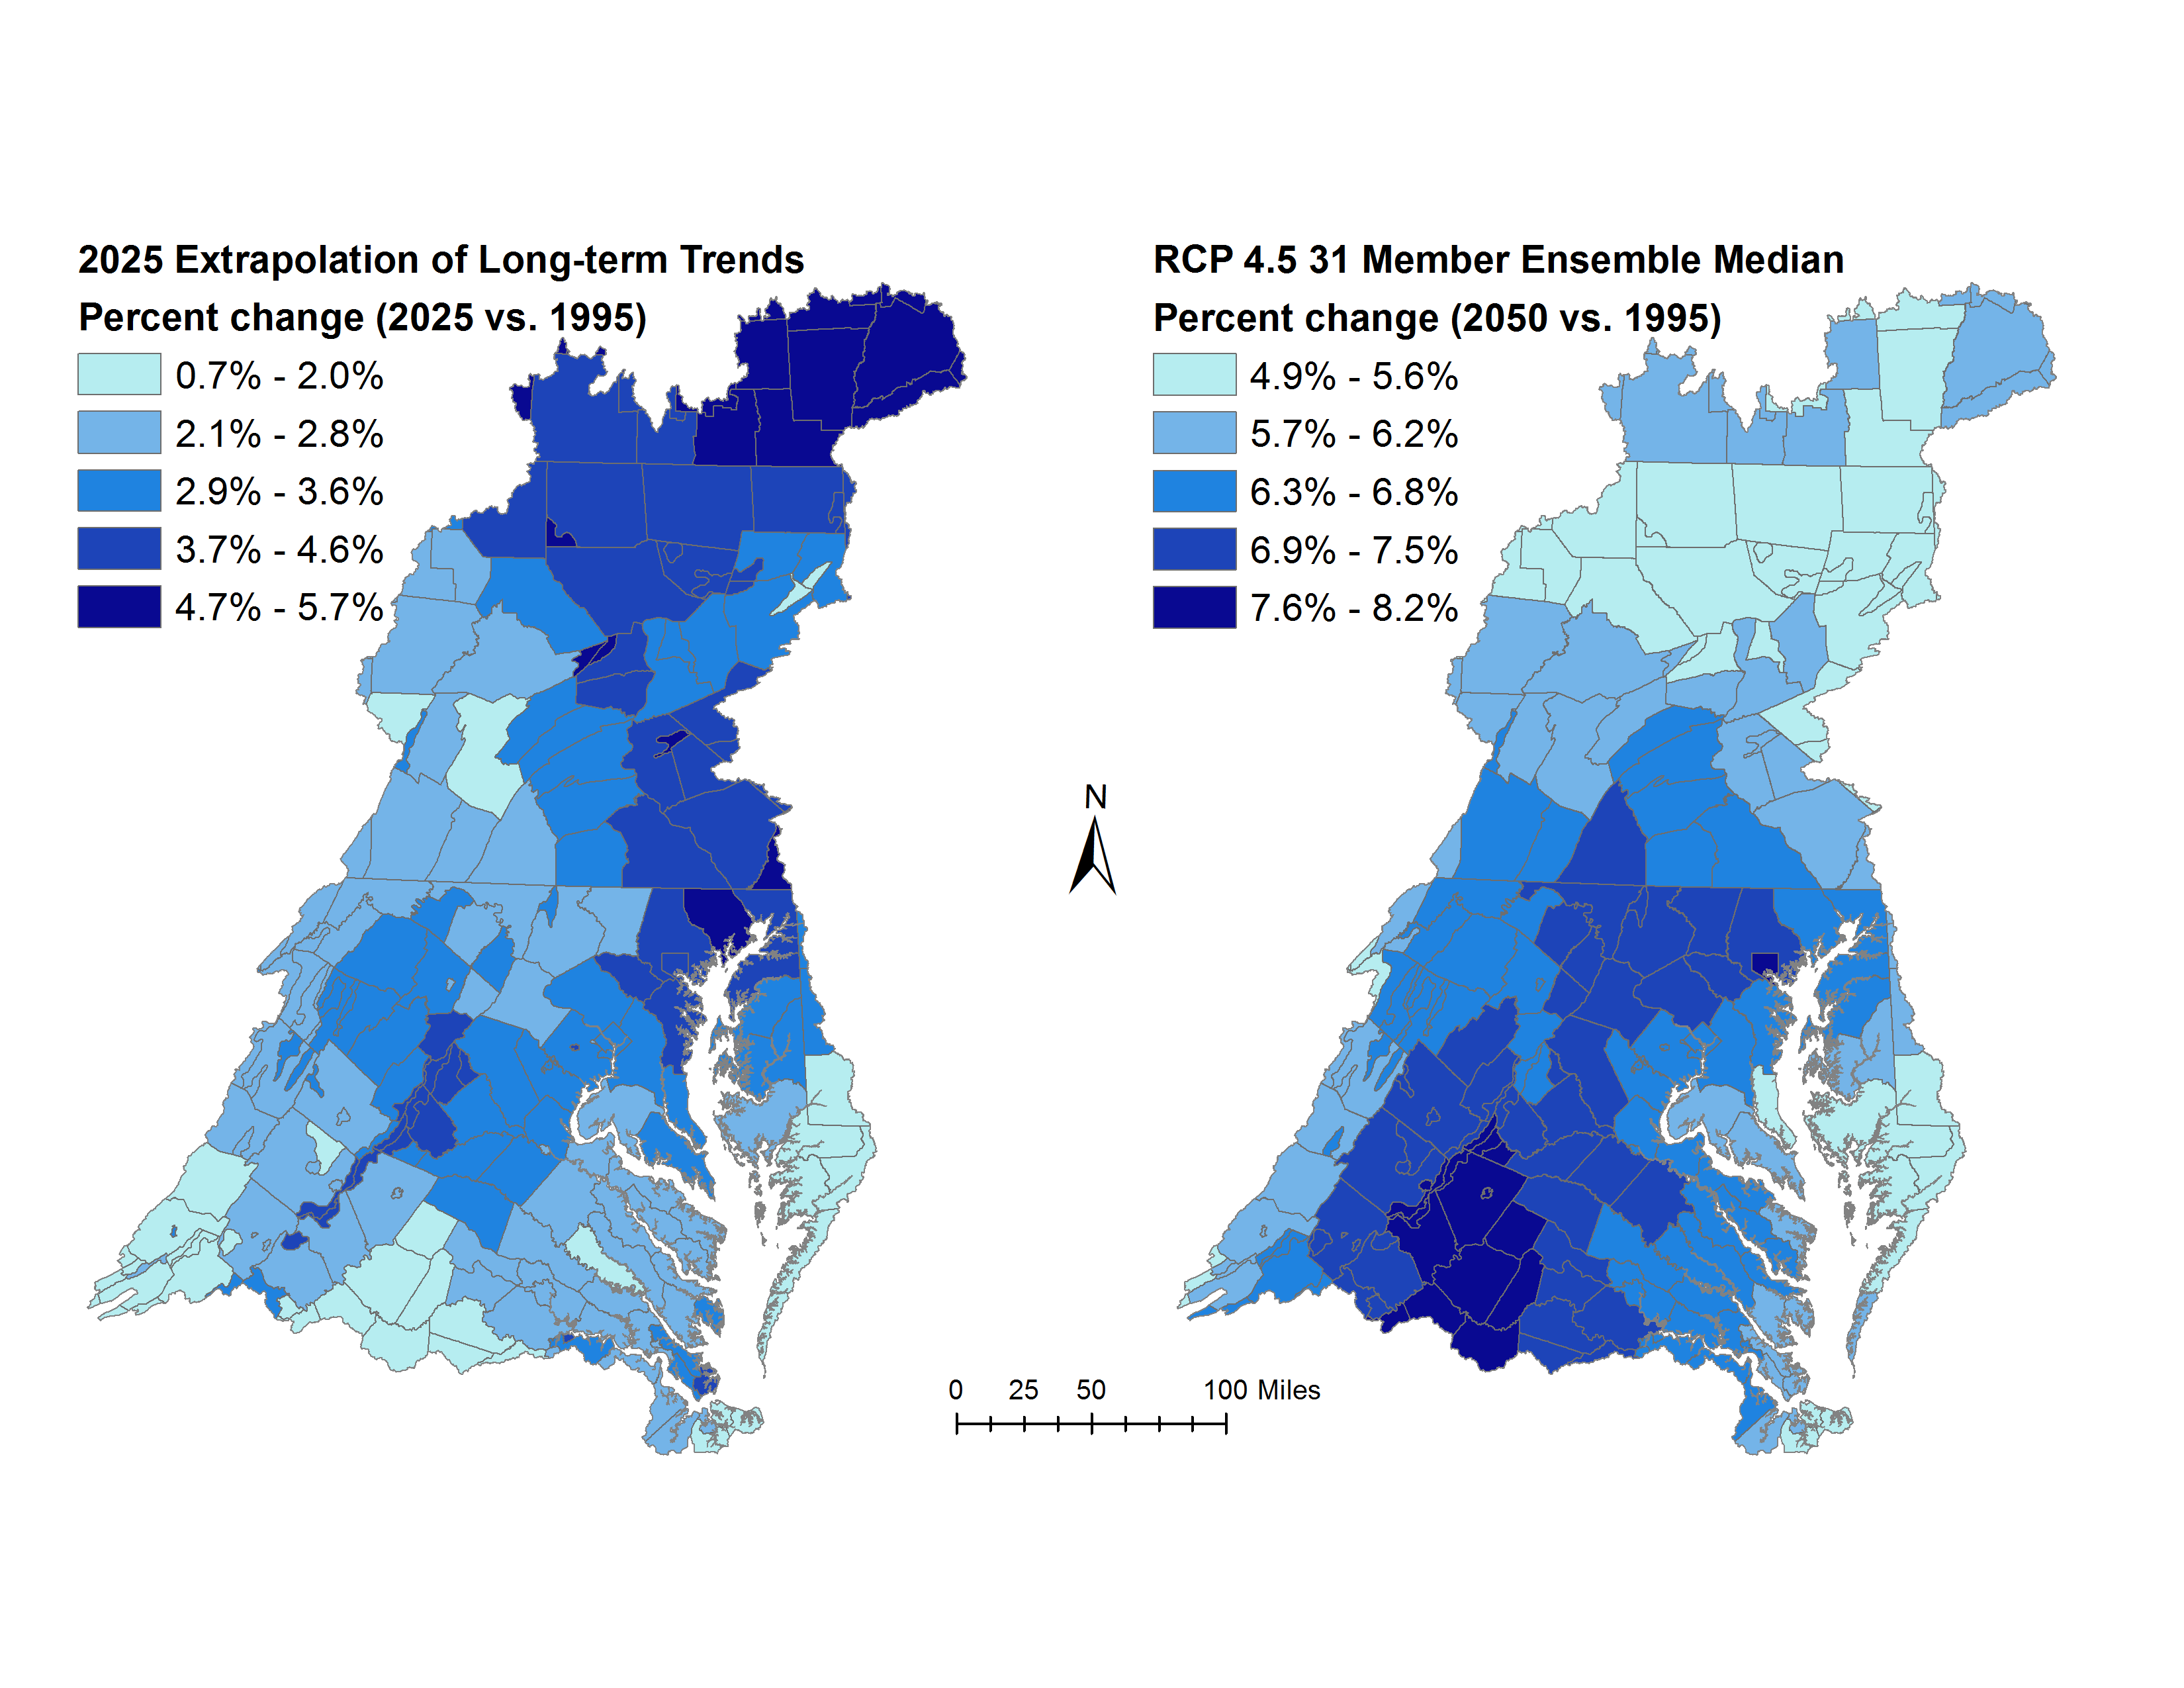 2025 Extrapolation of Long-term Trends
Percent change (2025 vs. 1995)
0.7% - 2.0%
2.1% - 2.8%
2.9% - 3.6%
3.7% - 4.6%
4.7% - 5.7%
RCP 4.5 31 Member Ensemble Median
Percent change (2050 vs. 1995)
4.9% - 5.6%
5.7% - 6.2%
6.3% - 6.8%
6.9% - 7.5%
7.6% - 8.2%
N
0 25 50 100 Miles